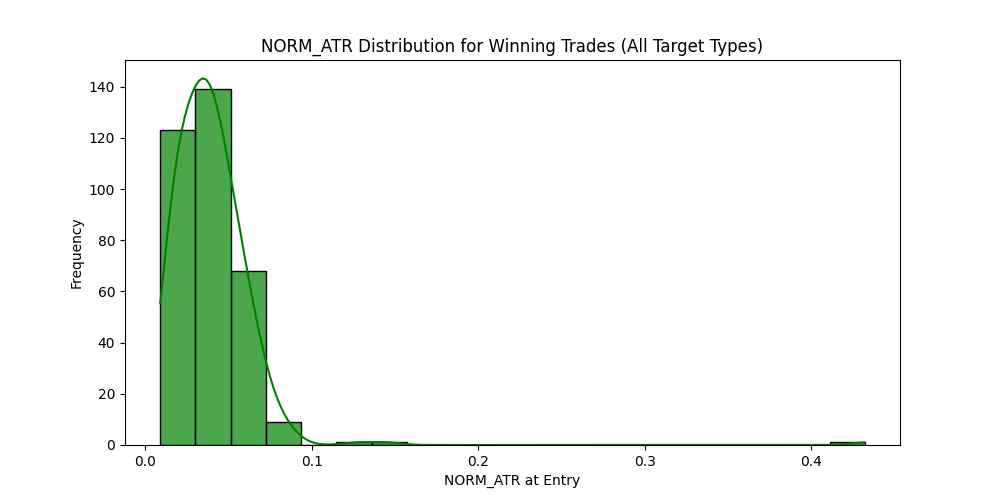 NORM_ATR Distribution for Winning Trades (All Target Types)
140
120
100
80
60
40
20
0
Frequency
0.0 0.1 0.2 0.3 0.4
NORM_ATR at Entry